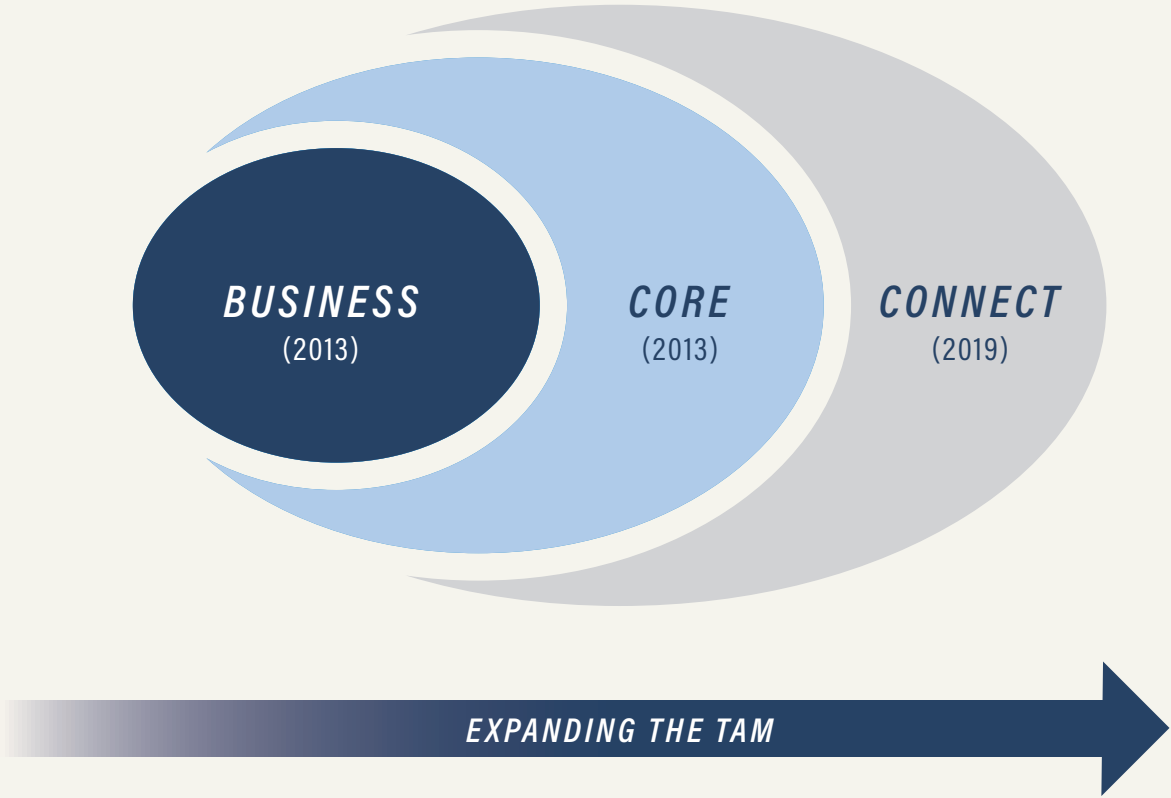 BUSINESS
(2013)
CORE
(2013)
CONNECT
(2019)
EXPANDING THE TAM